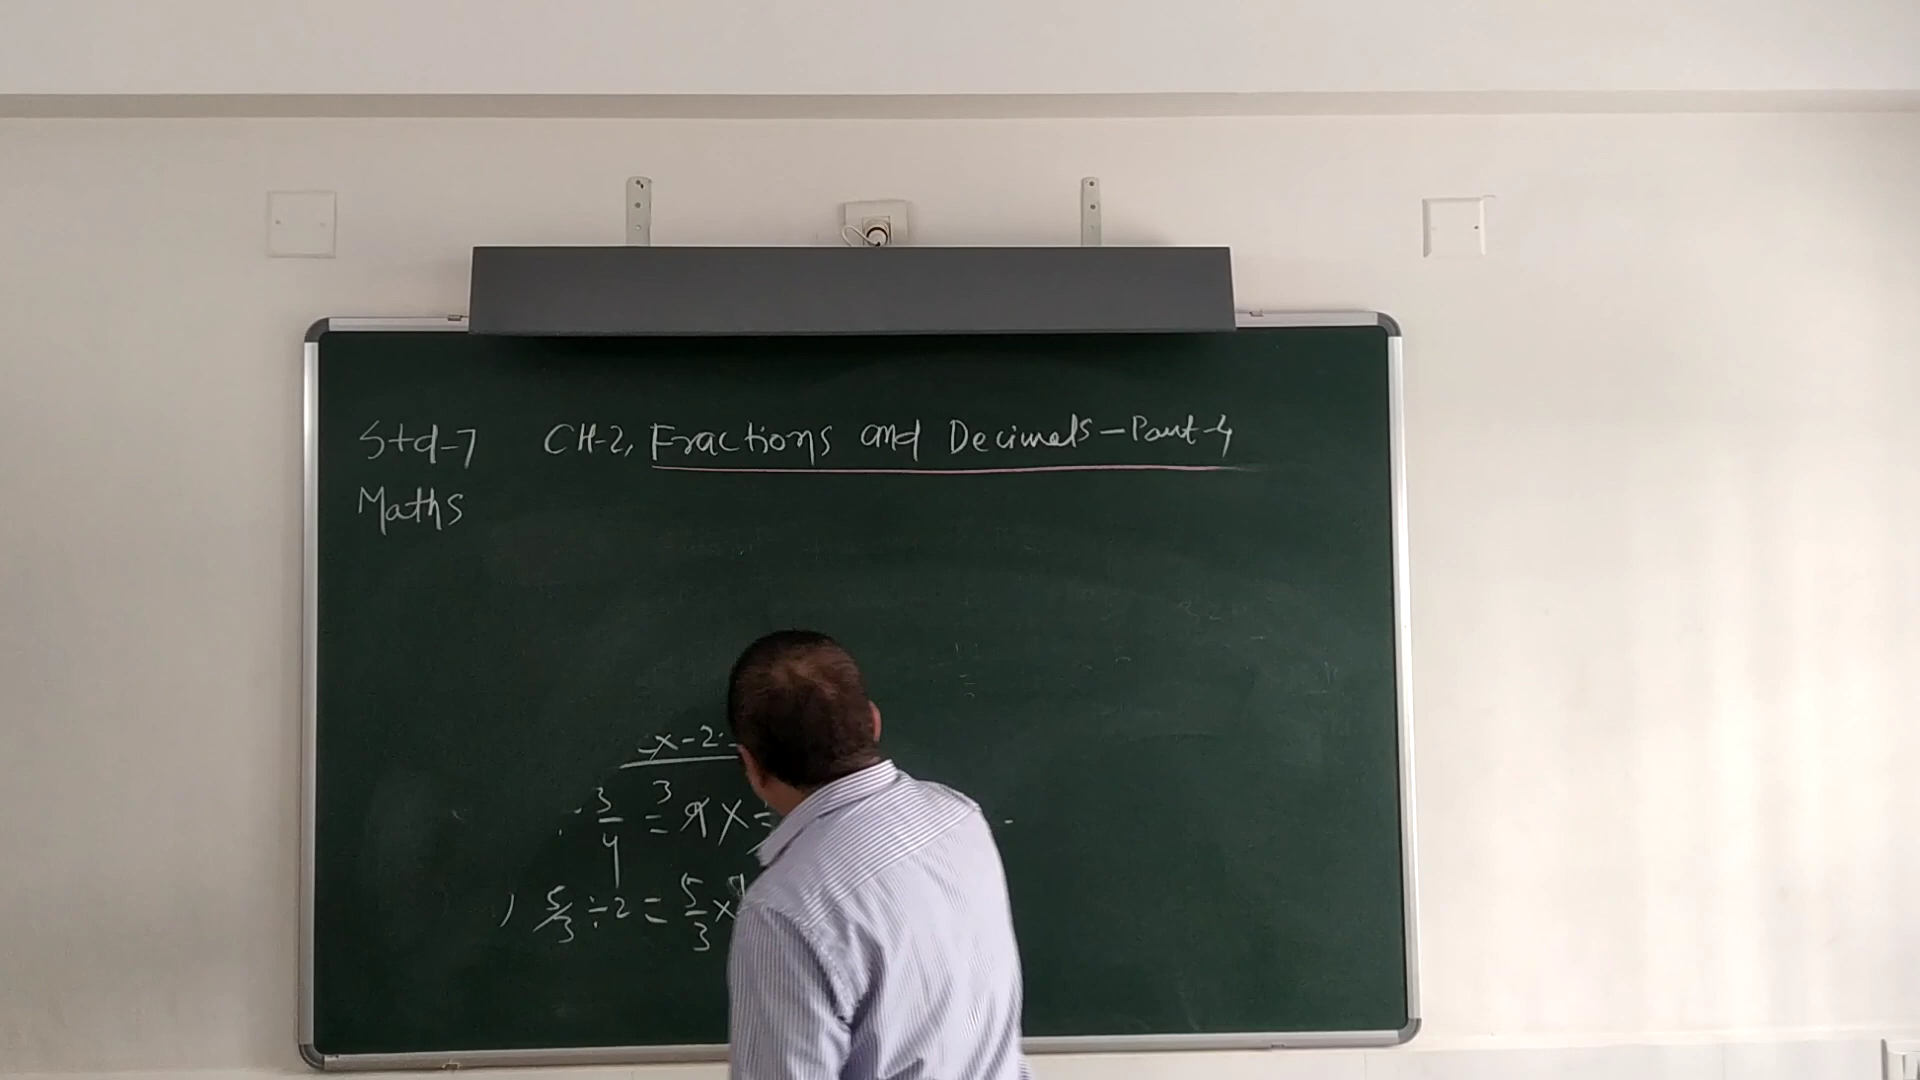 Std-7 CH-2, Fractions and Decimals-Part-4
Maths
x-2.
÷ 3/4 = 9 x
) 5/3 ÷ 2 = 5/3 x